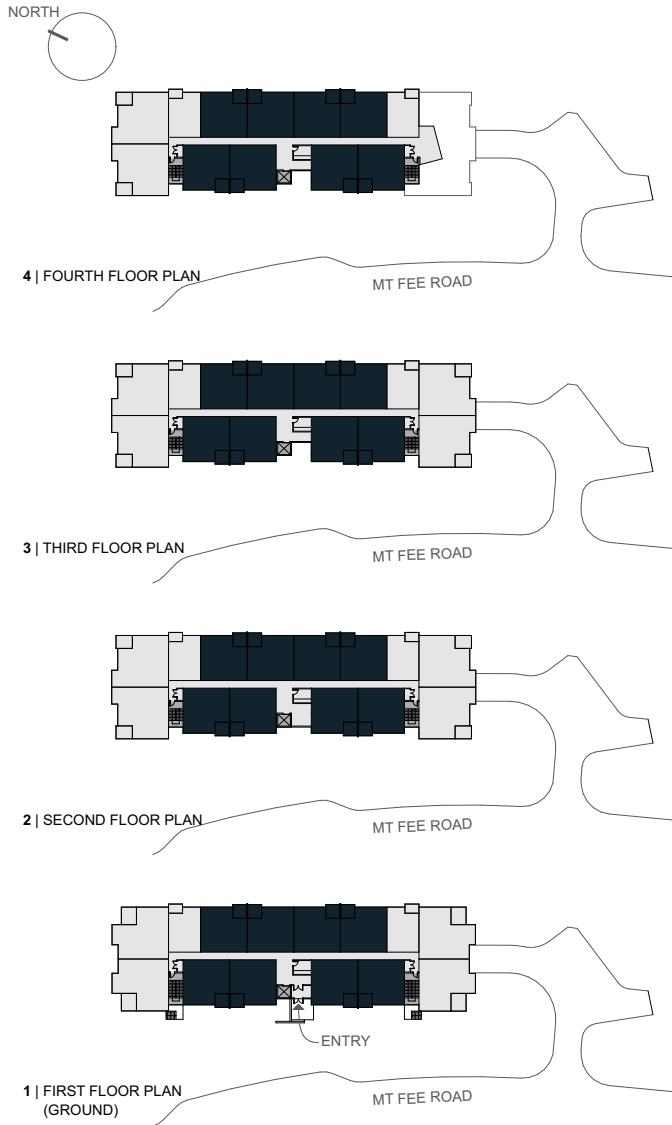 NORTH
4 | FOURTH FLOOR PLAN
MT FEE ROAD
3 | THIRD FLOOR PLAN
MT FEE ROAD
2 | SECOND FLOOR PLAN
MT FEE ROAD
ENTRY
1 | FIRST FLOOR PLAN
(GROUND)
MT FEE ROAD